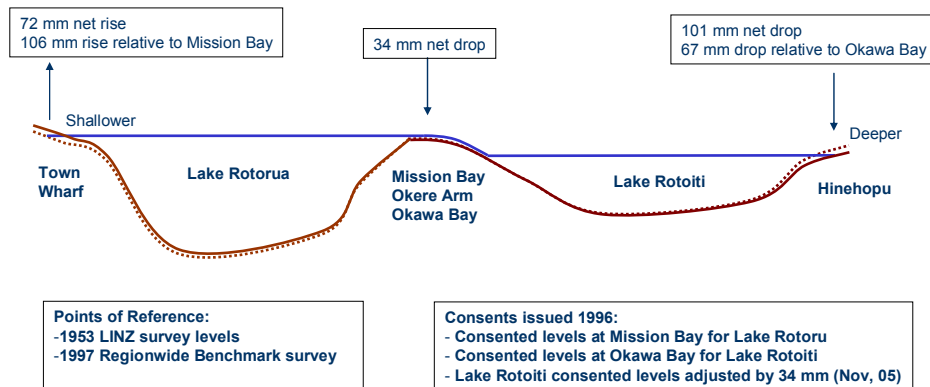 72 mm net rise
106 mm rise relative to Mission Bay
34 mm net drop
101 mm net drop
67 mm drop relative to Okawa Bay
Shallower
Deeper
Town
Wharf
Lake Rotorua
Mission Bay
Okere Arm
Okawa Bay
Lake Rotoiti
Hinehopu
Points of Reference:
-1953 LINZ survey levels
-1997 Regionwide Benchmark survey
Consents issued 1996:
- Consented levels at Mission Bay for Lake Rotoru
- Consented levels at Okawa Bay for Lake Rotoiti
- Lake Rotoiti consented levels adjusted by 34 mm (Nov, 05)